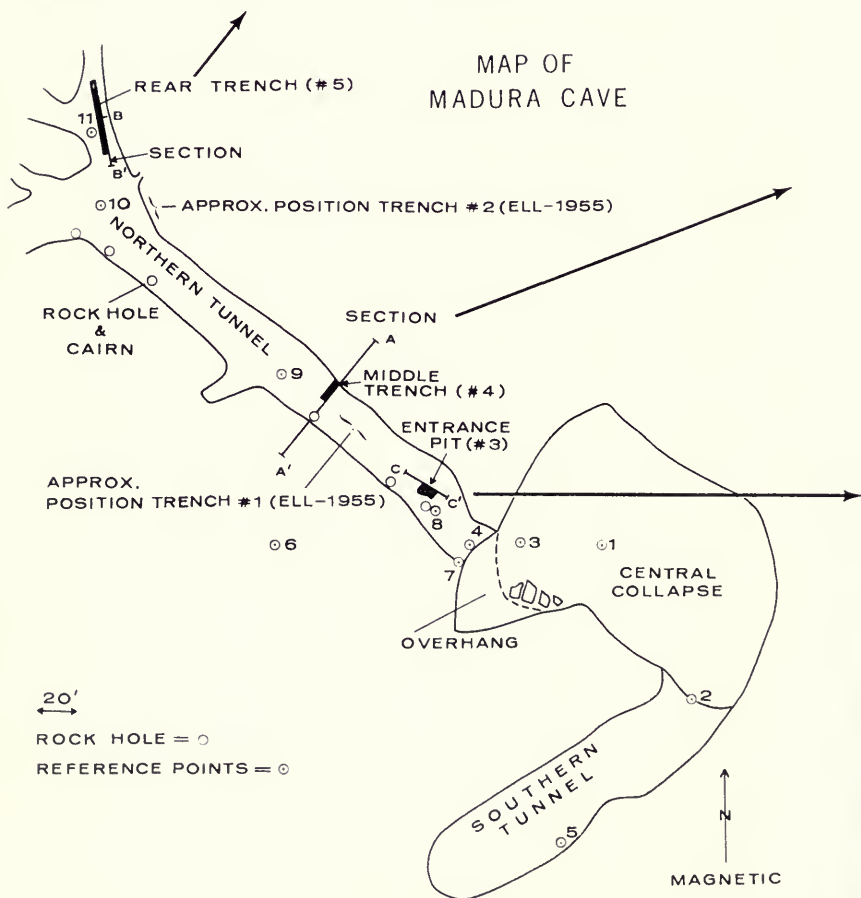 MAP OF
MADURA CAVE
REAR TRENCH (#5)
11
B
SECTION
B'
10
APPROX. POSITION TRENCH #2 (ELL-1955)
NORTHERN TUNNEL
ROCK HOLE
&
CAIRN
SECTION
A
9
MIDDLE
TRENCH (#4)
ENTRANCE
PIT (#3)
A'
C
C'
APPROX.
POSITION TRENCH #1 (ELL-1955)
8
6
4
3
1
7
CENTRAL
COLLAPSE
OVERHANG
2
20'
ROCK HOLE =
REFERENCE POINTS =
SOUTHERN
TUNNEL
5
N
MAGNETIC